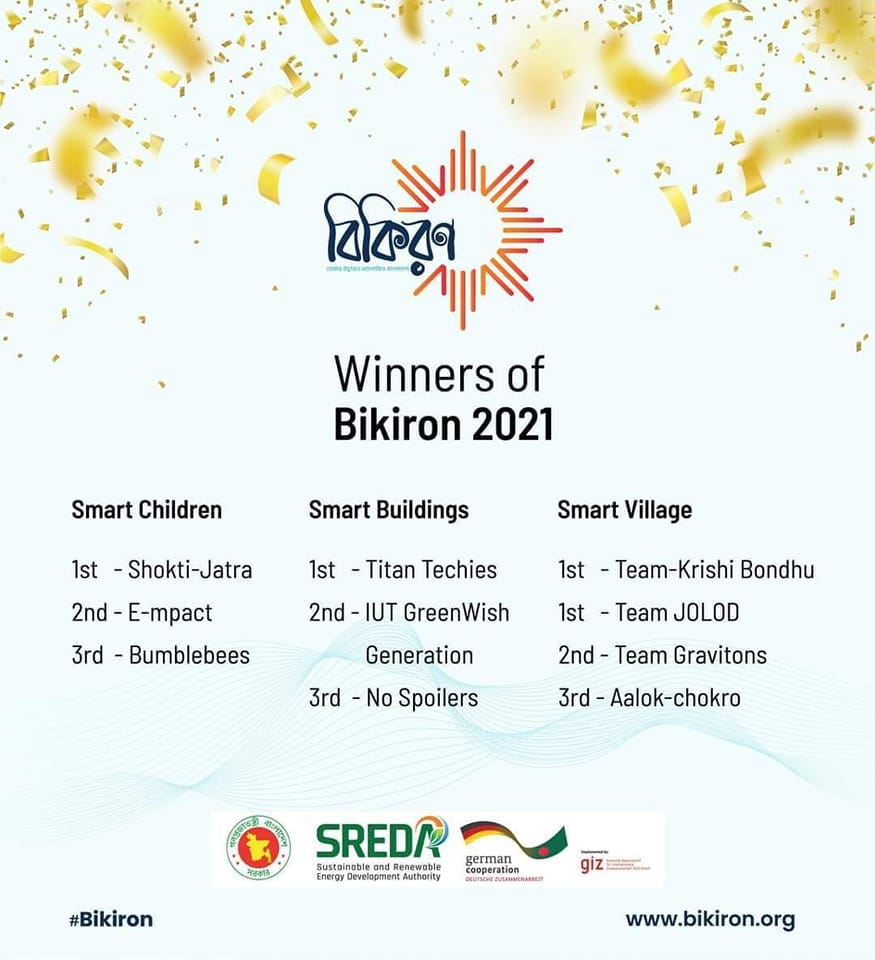 বিকিরণ
Winners of
Bikiron 2021
Smart Children
1st - Shokti-Jatra
2nd - E-mpact
3rd - Bumblebees
Smart Buildings
1st - Titan Techies
2nd - IUT GreenWish
Generation
3rd - No Spoilers
Smart Village
1st - Team-Krishi Bondhu
1st - Team JOLOD
2nd - Team Gravitons
3rd - Aalok-chokro
গণপ্রজাতন্ত্রী বাংলাদেশ
সরকার
SREDA
Sustainable and Renewable
Energy Development Authority
german
cooperation
DEUTSCHE ZUSAMMENARBEIT
Implemented by
giz
#Bikiron
www.bikiron.org